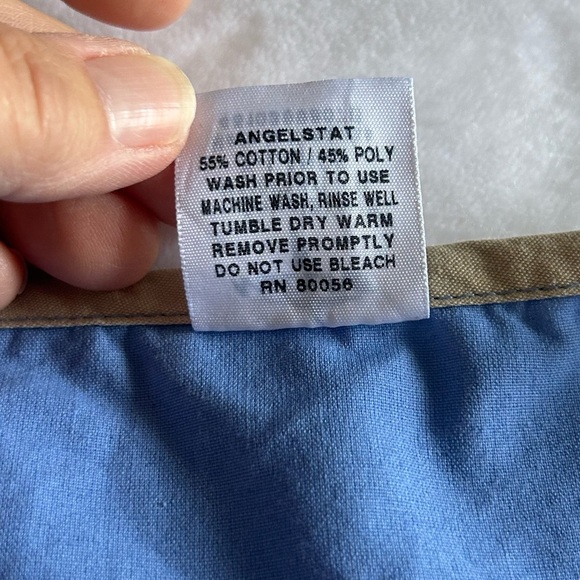 ANGELSTAT
55% COTTON / 45% POLY
WASH PRIOR TO USE
MACHINE WASH, RINSE WELL
TUMBLE DRY WARM
REMOVE PROMPTLY
DO NOT USE BLEACH
RN 80056